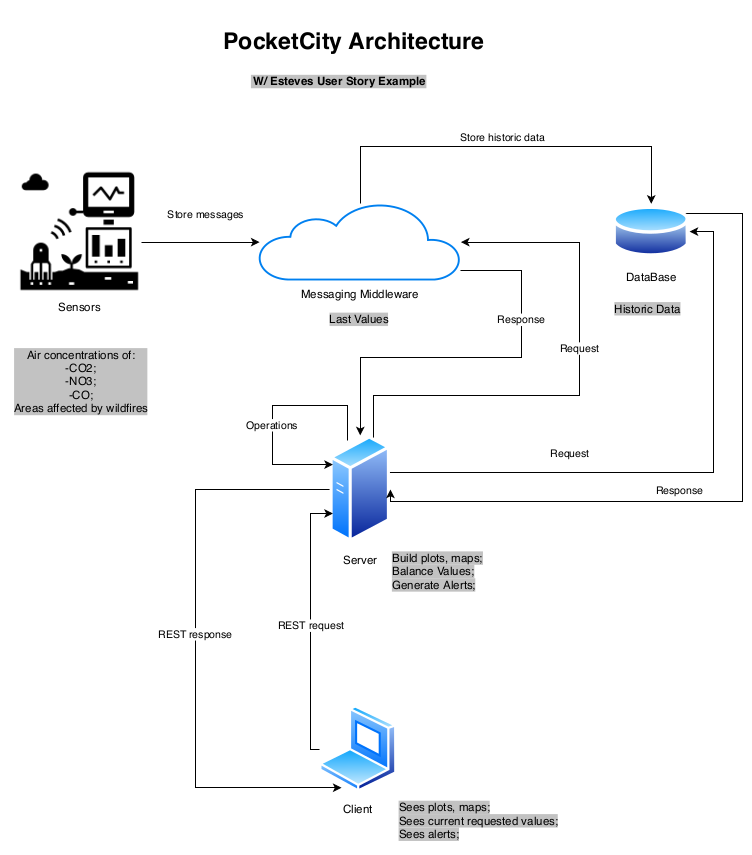 PocketCity Architecture
W/ Esteves User Story Example
Store historic data
Store messages
DataBase
Historic Data
Sensors
Messaging Middleware
Last Values
Response
Request
Air concentrations of:
-CO2;
-NO3;
-CO;
Areas affected by wildfires
Operations
Request
Response
Server
Build plots, maps;
Balance Values;
Generate Alerts;
REST response
REST request
Client
Sees plots, maps;
Sees current requested values;
Sees alerts;